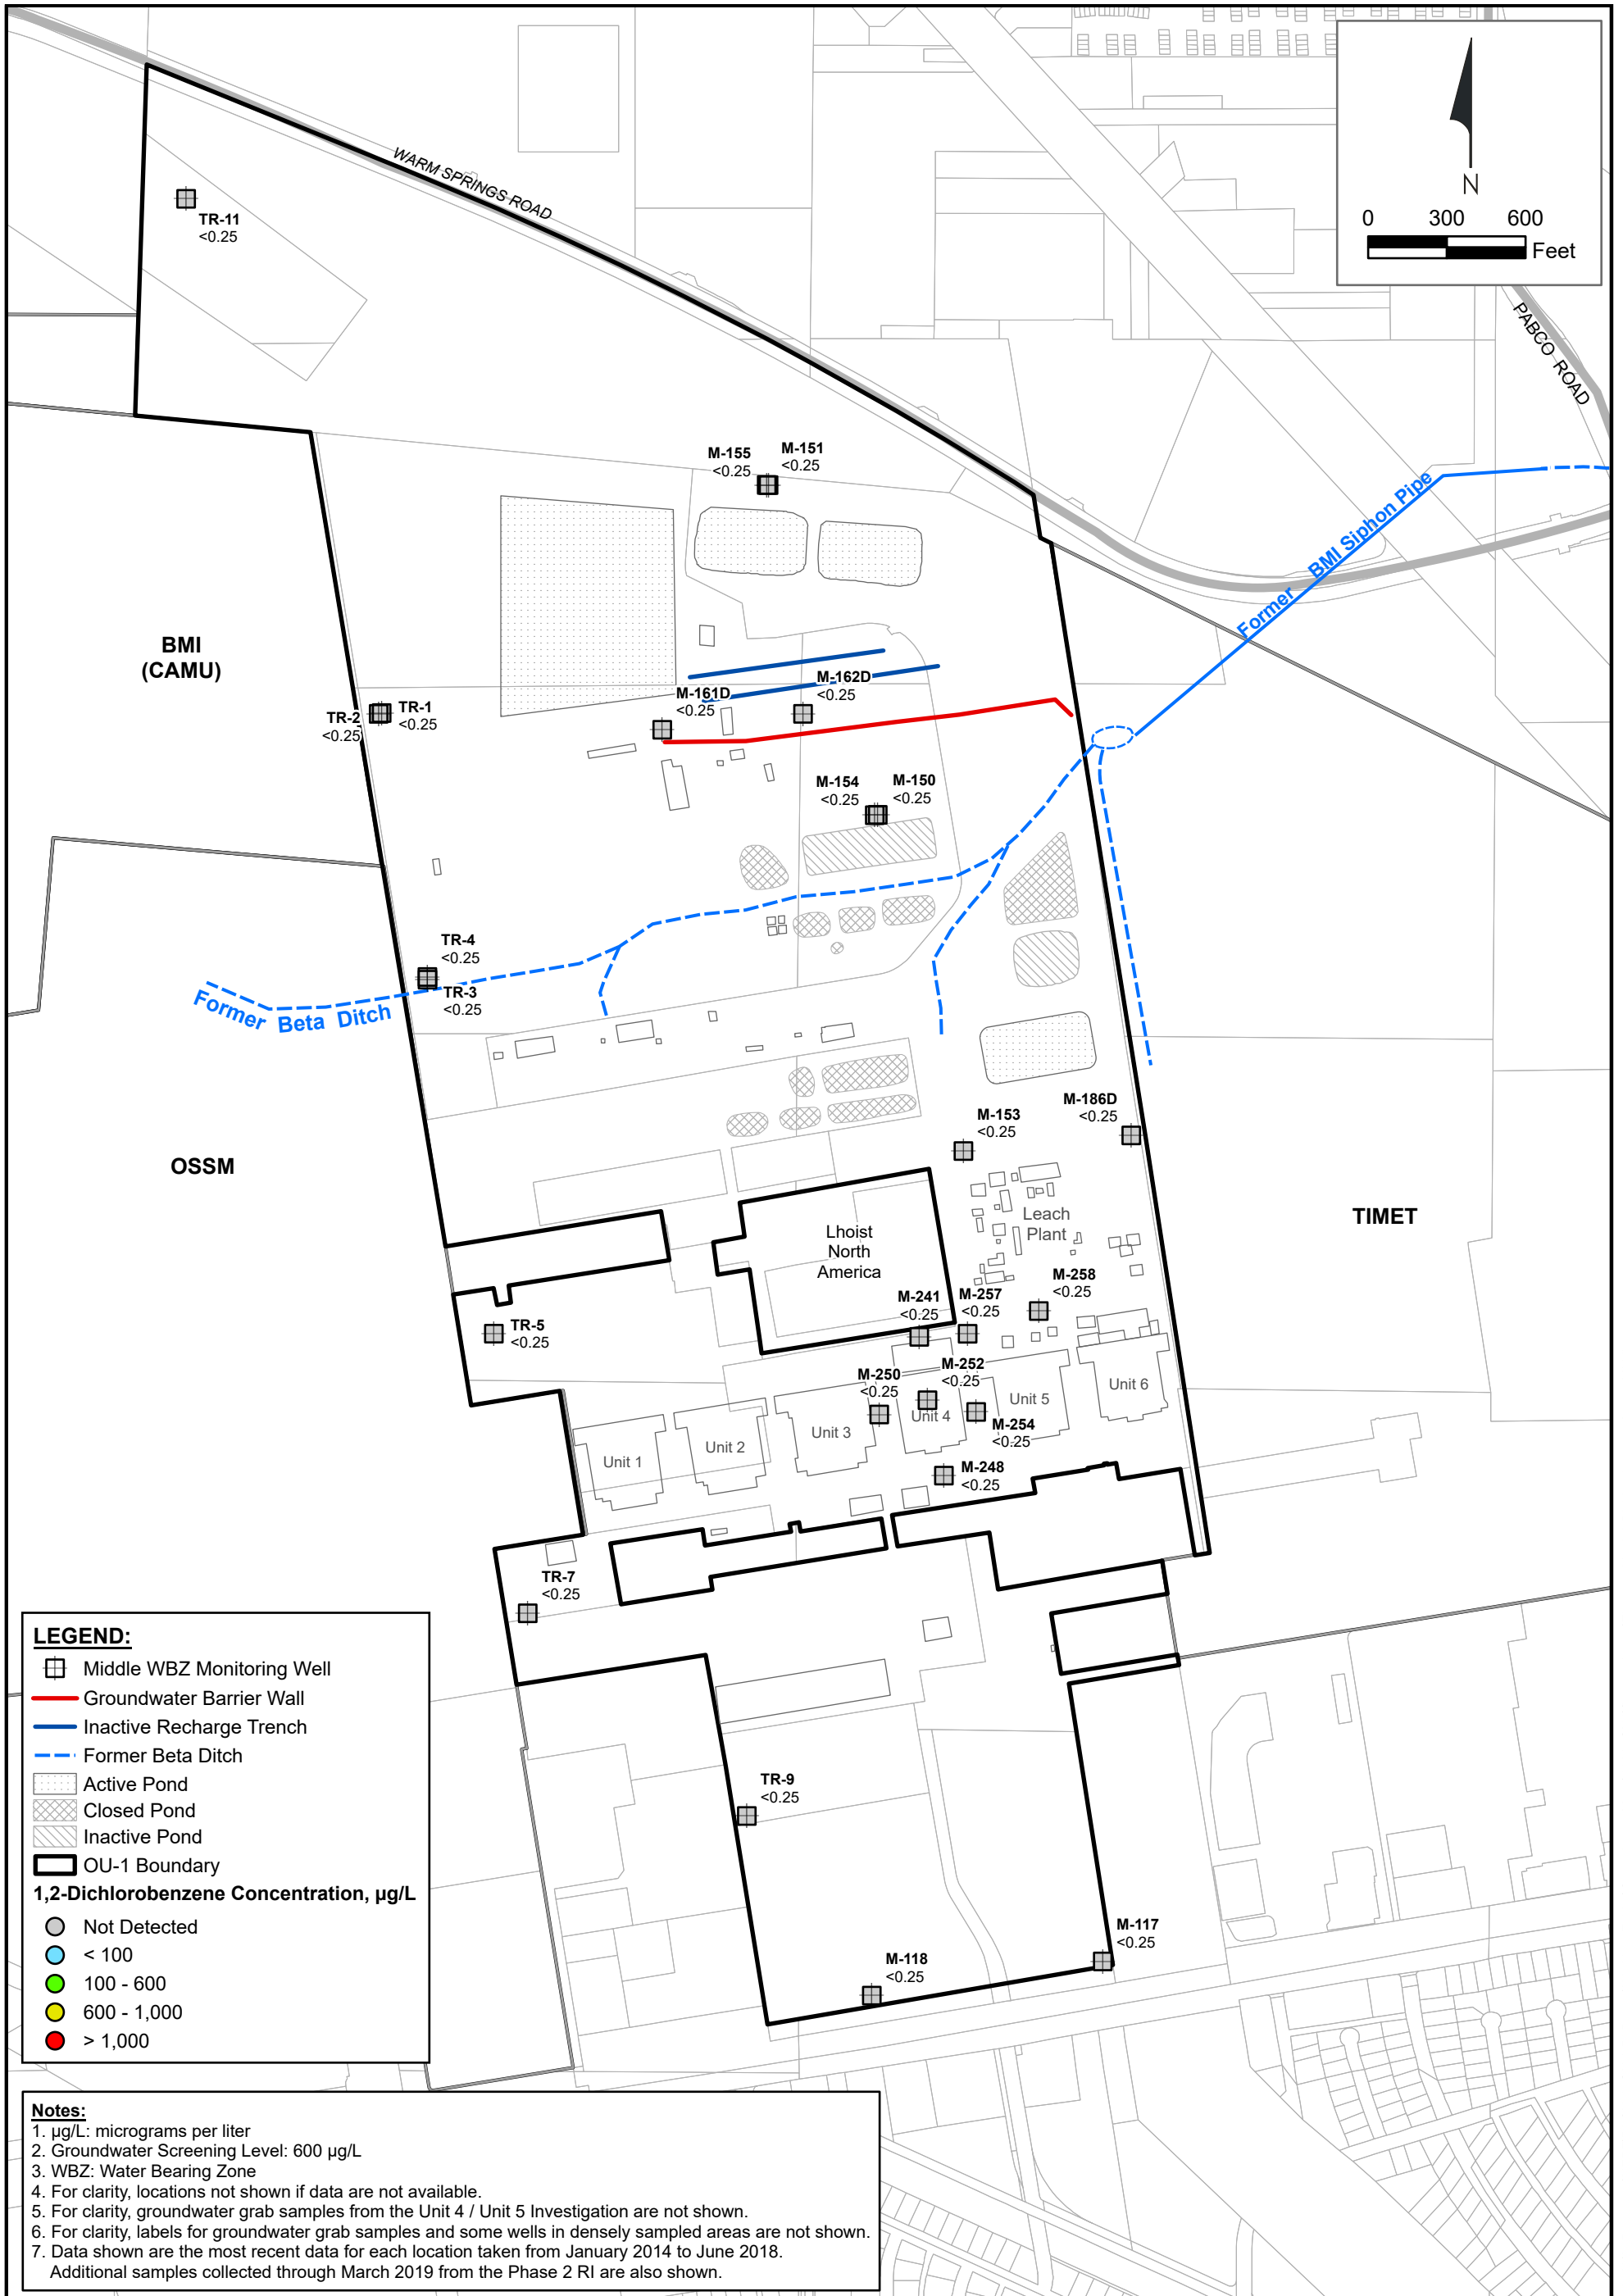 N
0 300 600
Feet
WARM SPRINGS ROAD
PABCO ROAD
TR-11
<0.25
M-155
<0.25
M-151
<0.25
Former BMI Siphon Pipe
BMI
(CAMU)
M-161D
<0.25
M-162D
<0.25
TR-2
<0.25
TR-1
<0.25
M-154
<0.25
M-150
<0.25
TR-4
<0.25
TR-3
<0.25
Former Beta Ditch
M-186D
<0.25
M-153
<0.25
OSSM
TIMET
Leach
Plant
Lhoist
North
America
M-258
<0.25
M-241
<0.25
M-257
<0.25
TR-5
<0.25
M-250
<0.25
M-252
<0.25
M-254
<0.25
Unit 1
Unit 2
Unit 3
Unit 4
Unit 5
Unit 6
M-248
<0.25
TR-7
<0.25
TR-9
<0.25
M-117
<0.25
M-118
<0.25
LEGEND:
Middle WBZ Monitoring Well
Groundwater Barrier Wall
Inactive Recharge Trench
Former Beta Ditch
Active Pond
Closed Pond
Inactive Pond
OU-1 Boundary
1,2-Dichlorobenzene Concentration, µg/L
Not Detected
< 100
100 - 600
600 - 1,000
> 1,000
Notes:
1. µg/L: micrograms per liter
2. Groundwater Screening Level: 600 µg/L
3. WBZ: Water Bearing Zone
4. For clarity, locations not shown if data are not available.
5. For clarity, groundwater grab samples from the Unit 4 / Unit 5 Investigation are not shown.
6. For clarity, labels for groundwater grab samples and some wells in densely sampled areas are not shown.
7. Data shown are the most recent data for each location taken from January 2014 to June 2018.
Additional samples collected through March 2019 from the Phase 2 RI are also shown.